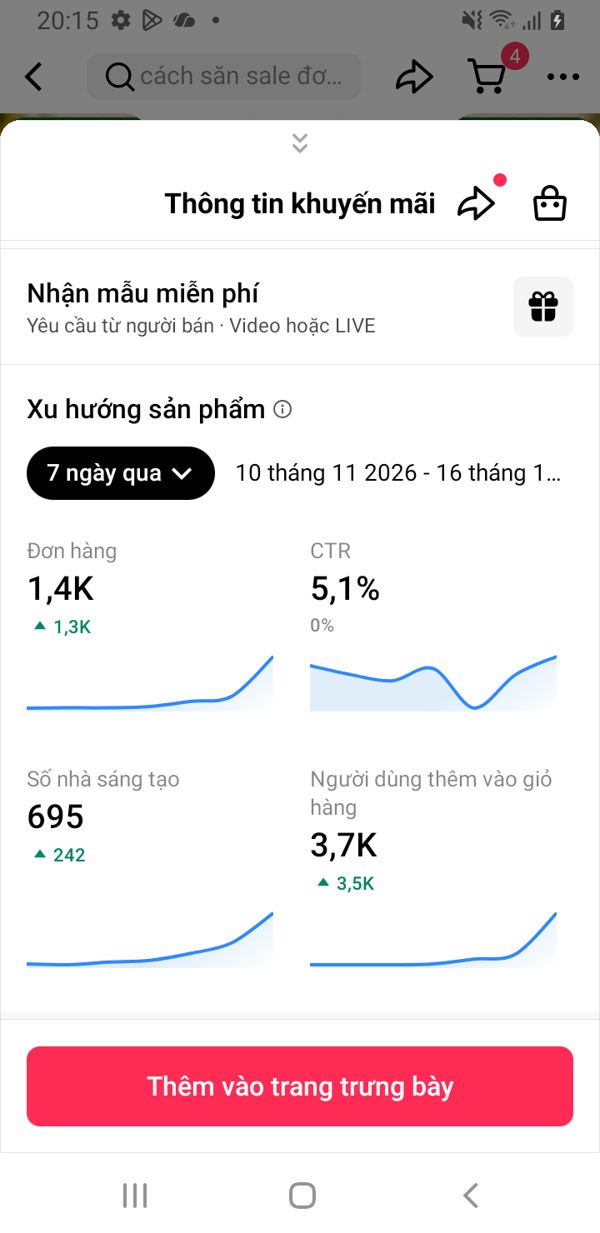 20:15
cách săn sale đơ...
4
Thông tin khuyến mãi
Nhận mẫu miễn phí
Yêu cầu từ người bán · Video hoặc LIVE
Xu hướng sản phẩm
7 ngày qua
10 tháng 11 2026 - 16 tháng 1...
Đơn hàng
1,4K
1,3K
CTR
5,1%
0%
Số nhà sáng tạo
695
242
Người dùng thêm vào giỏ
hàng
3,7K
3,5K
Thêm vào trang trưng bày